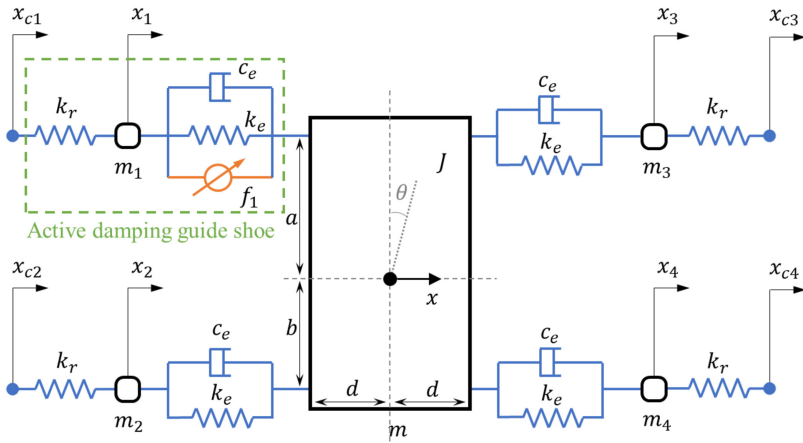 x_{c1}
x_1
x_3
x_{c3}
c_e
k_r
k_e
m_1
f_1
a
J
θ
c_e
k_e
m_3
k_r
Active damping guide shoe
x_{c2}
x_2
x
b
x_4
x_{c4}
k_r
m_2
c_e
k_e
d
d
m
c_e
k_e
m_4
k_r